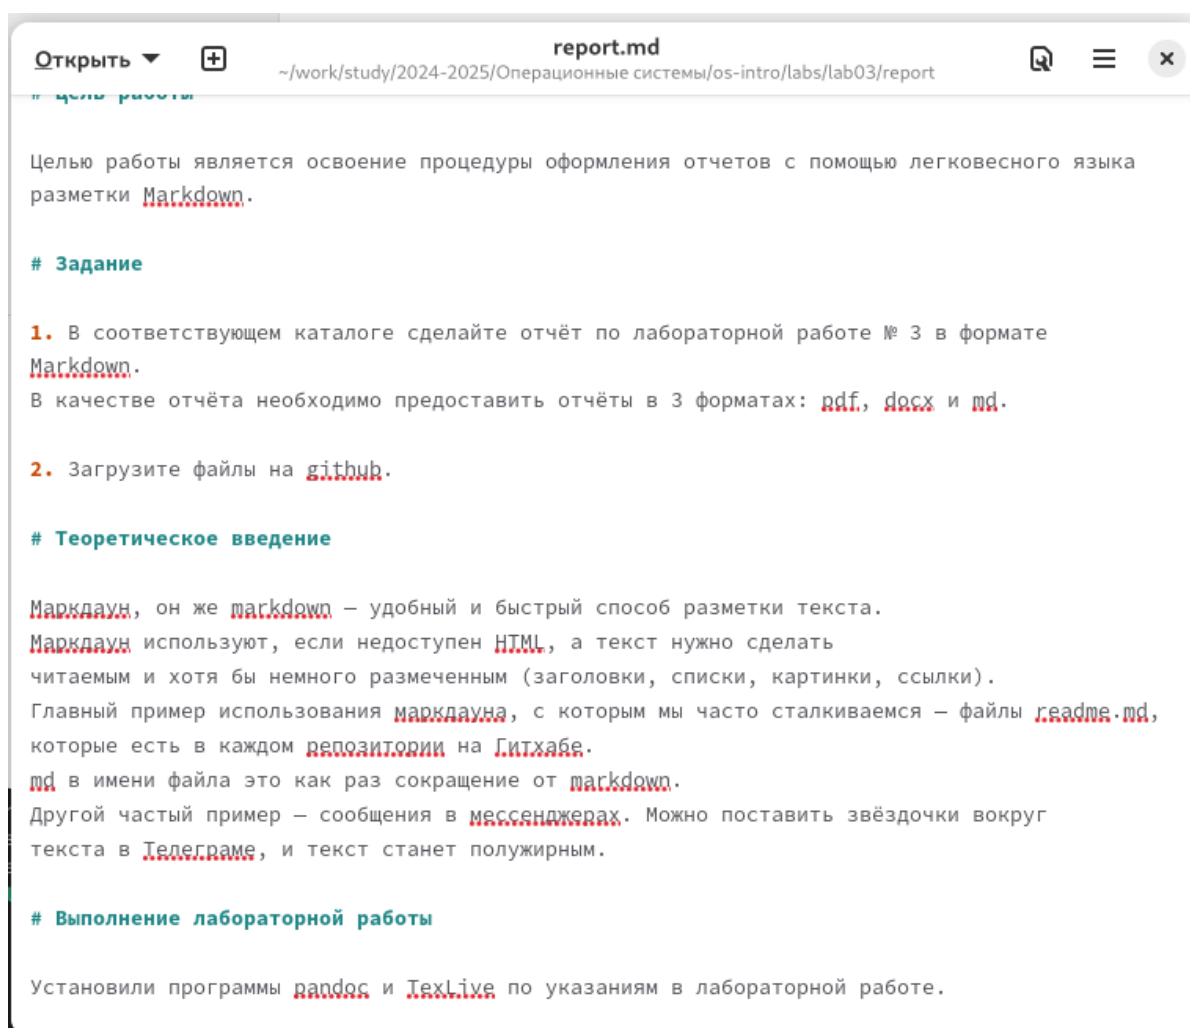 Открыть
report.md
~/work/study/2024-2025/Операционные системы/os-intro/labs/lab03/report
# Цель работы
Целью работы является освоение процедуры оформления отчетов с помощью легковесного языка
разметки Markdown.
# Задание
1. В соответствующем каталоге сделайте отчёт по лабораторной работе № 3 в формате
Markdown.
В качестве отчёта необходимо предоставить отчёты в 3 форматах: pdf, docx и md.
2. Загрузите файлы на github.
# Теоретическое введение
Маркдаун, он же markdown — удобный и быстрый способ разметки текста.
Маркдаун используют, если недоступен HTML, а текст нужно сделать
читаемым и хотя бы немного размеченным (заголовки, списки, картинки, ссылки).
Главный пример использования маркдауна, с которым мы часто сталкиваемся — файлы readme.md,
которые есть в каждом репозитории на Гитхабе.
md в имени файла это как раз сокращение от markdown.
Другой частый пример — сообщения в мессенджерах. Можно поставить звёздочки вокруг
текста в Телеграме, и текст станет полужирным.
# Выполнение лабораторной работы
Установили программы pandoc и TexLive по указаниям в лабораторной работе.